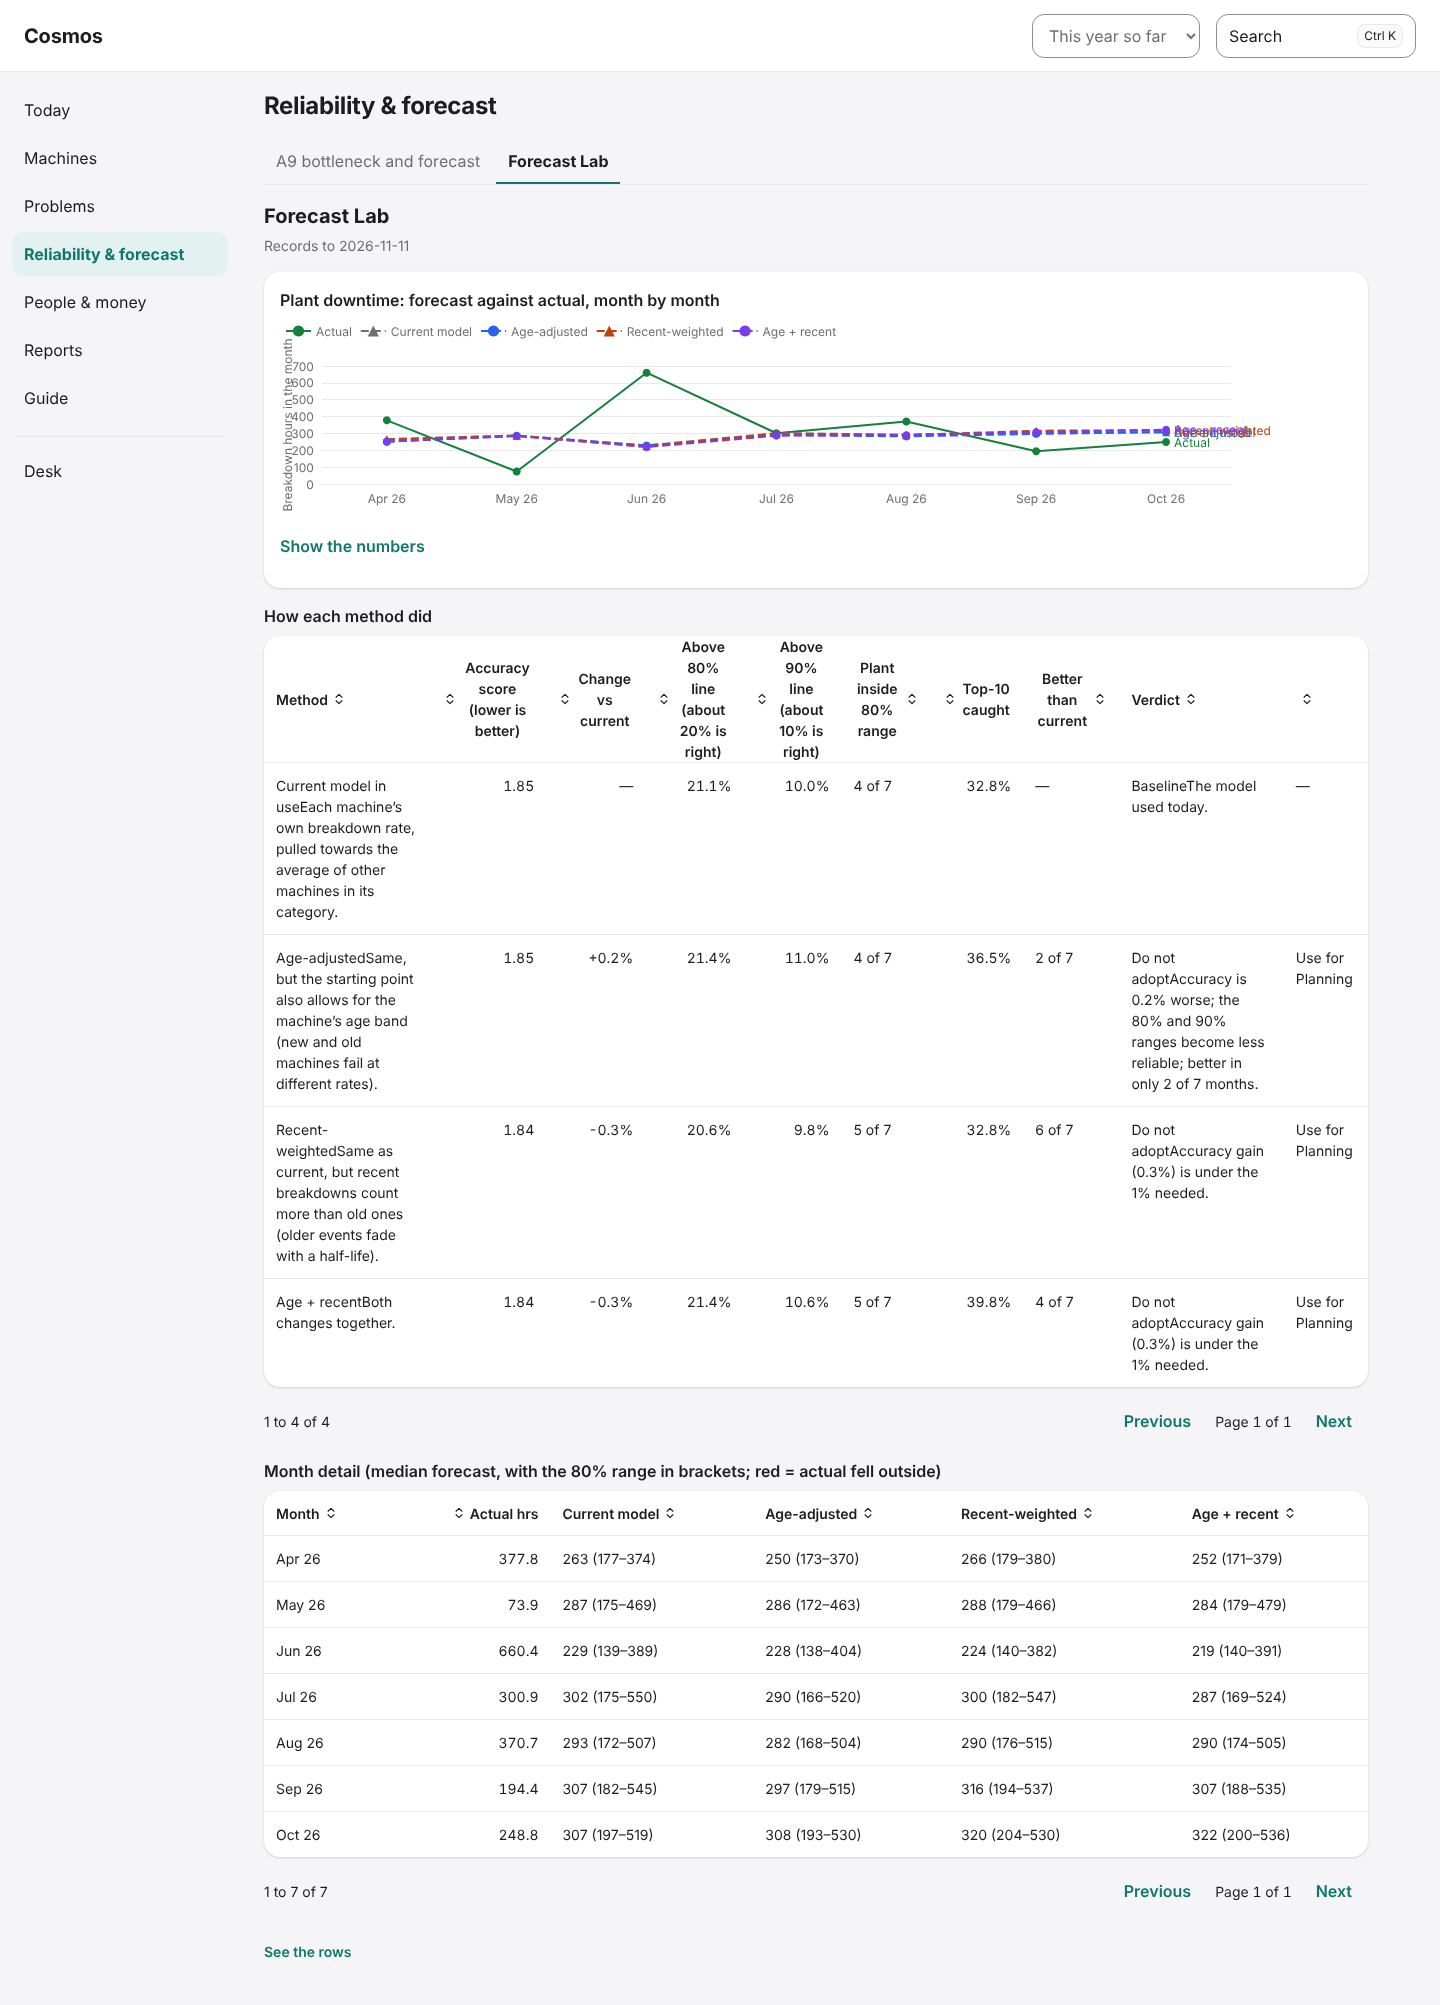 Cosmos
This year so far
Search
Ctrl K
Today
Machines
Problems
Reliability & forecast
People & money
Reports
Guide
Desk
Reliability & forecast
A9 bottleneck and forecast
Forecast Lab
Forecast Lab
Records to 2026-11-11
Plant downtime: forecast against actual, month by month
Actual
Current model
Age-adjusted
Recent-weighted
Age + recent
Breakdown hours in the month
700
600
500
400
300
200
100
0
Apr 26
May 26
Jun 26
Jul 26
Aug 26
Sep 26
Oct 26
Actual
Show the numbers
How each method did
Method
Accuracy
score
(lower is
better)
Change
vs
current
Above
80%
line
(about
20% is
right)
Above
90%
line
(about
10% is
right)
Plant
inside
80%
range
Top-10
caught
Better
than
current
Verdict
Current model in
useEach machine’s
own breakdown rate,
pulled towards the
average of other
machines in its
category.
1.85
—
21.1%
10.0%
4 of 7
32.8%
—
BaselineThe model
used today.
—
Age-adjustedSame,
but the starting point
also allows for the
machine’s age band
(new and old
machines fail at
different rates).
1.85
+0.2%
21.4%
11.0%
4 of 7
36.5%
2 of 7
Do not
adoptAccuracy is
0.2% worse; the
80% and 90%
ranges become less
reliable; better in
only 2 of 7 months.
Use for
Planning
Recent-
weightedSame as
current, but recent
breakdowns count
more than old ones
(older events fade
with a half-life).
1.84
-0.3%
20.6%
9.8%
5 of 7
32.8%
6 of 7
Do not
adoptAccuracy gain
(0.3%) is under the
1% needed.
Use for
Planning
Age + recentBoth
changes together.
1.84
-0.3%
21.4%
10.6%
5 of 7
39.8%
4 of 7
Do not
adoptAccuracy gain
(0.3%) is under the
1% needed.
Use for
Planning
1 to 4 of 4
Previous
Page 1 of 1
Next
Month detail (median forecast, with the 80% range in brackets; red = actual fell outside)
Month Actual hrs Current model Age-adjusted Recent-weighted Age + recent
Apr 26 377.8 263 (177–374) 250 (173–370) 266 (179–380) 252 (171–379)
May 26 73.9 287 (175–469) 286 (172–463) 288 (179–466) 284 (179–479)
Jun 26 660.4 229 (139–389) 228 (138–404) 224 (140–382) 219 (140–391)
Jul 26 300.9 302 (175–550) 290 (166–520) 300 (182–547) 287 (169–524)
Aug 26 370.7 293 (172–507) 282 (168–504) 290 (176–515) 290 (174–505)
Sep 26 194.4 307 (182–545) 297 (179–515) 316 (194–537) 307 (188–535)
Oct 26 248.8 307 (197–519) 308 (193–530) 320 (204–530) 322 (200–536)
1 to 7 of 7
Previous
Page 1 of 1
Next
See the rows